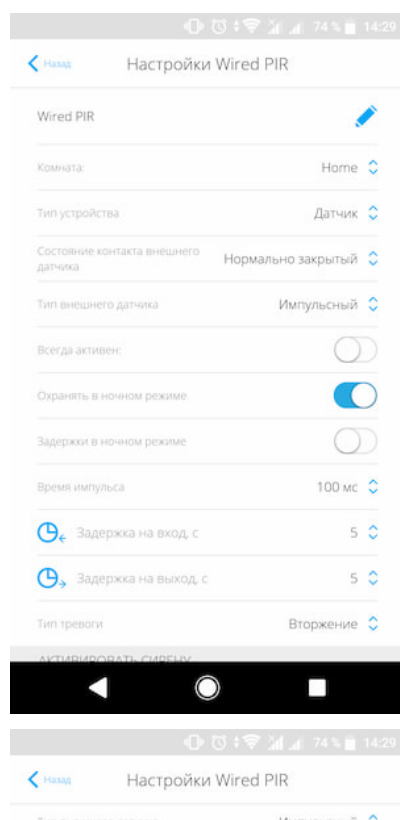 74 % 14:29
Назад Настройки Wired PIR
Wired PIR
Комната: Home
Тип устройства Датчик
Состояние контакта внешнего датчика Нормально закрытый
Тип внешнего датчика Импульсный
Всегда активен:
Охранять в ночном режиме
Задержки в ночном режиме
Время импульса 100 мс
Задержка на вход, с 5
Задержка на выход, с 5
Тип тревоги Вторжение
АКТИВИРОВАТЬ СИРЕНУ
74 % 14:29
Назад Настройки Wired PIR